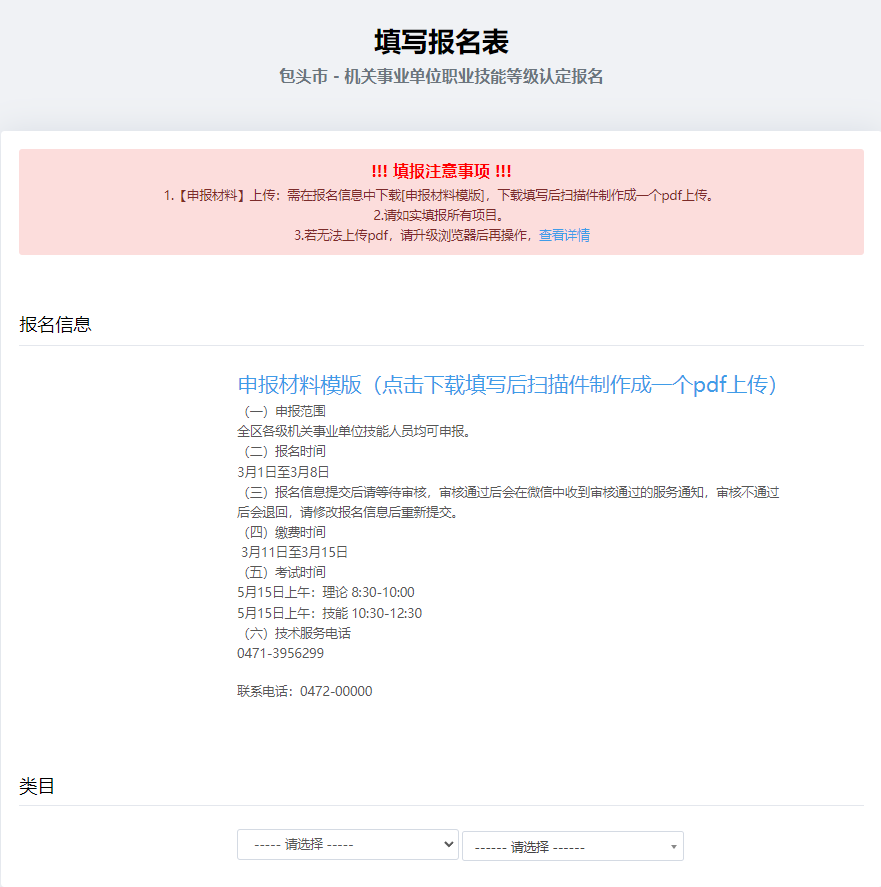 填写报名表
包头市 - 机关事业单位职业技能等级认定报名
!!! 填报注意事项 !!!
1.【申报材料】上传：需在报名信息中下载[申报材料模版]，下载填写后扫描件制作成一个pdf上传。
2.请如实填报所有项目。
3.若无法上传pdf，请升级浏览器后再操作，查看详情
报名信息
申报材料模版（点击下载填写后扫描件制作成一个pdf上传）
（一）申报范围
全区各级机关事业单位技能人员均可申报。
（二）报名时间
3月1日至3月8日
（三）报名信息提交后请等待审核，审核通过后会在微信中收到审核通过的服务通知，审核不通过
后会退回，请修改报名信息后重新提交。
（四）缴费时间
3月11日至3月15日
（五）考试时间
5月15日上午：理论 8:30-10:00
5月15日上午：技能 10:30-12:30
（六）技术服务电话
0471-3956299
联系电话：0472-00000
类目
----- 请选择 ----- ------ 请选择 ------